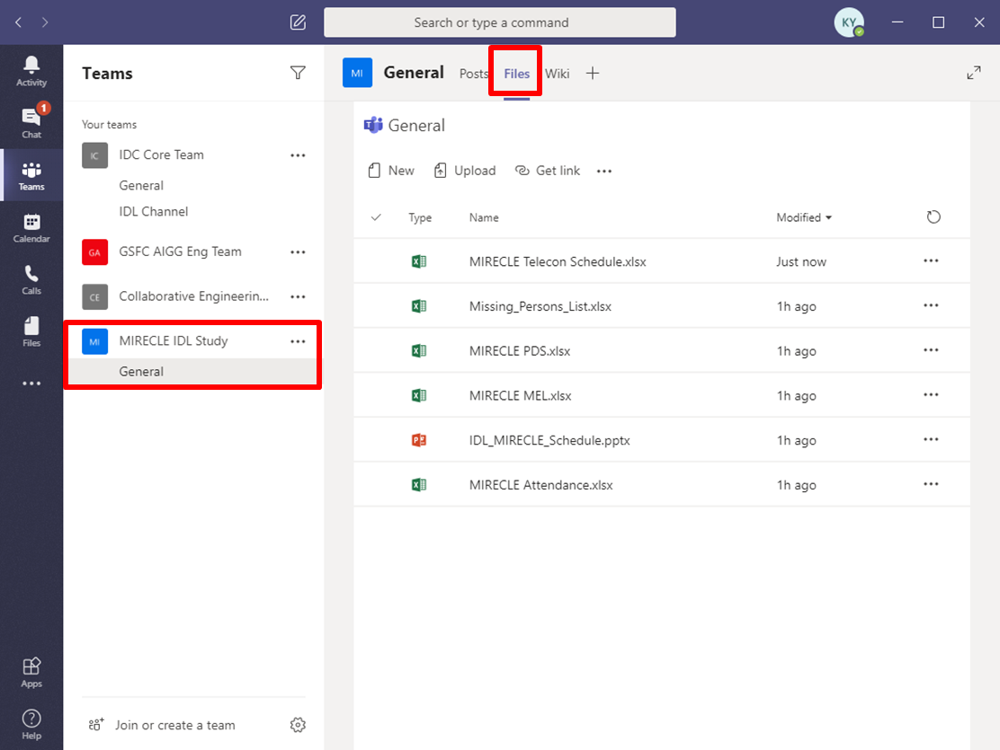 Search or type a command
KY
Activity
1
Chat
Teams
Calendar
Calls
Files
Apps
Help
Teams
Your teams
IC IDC Core Team
General
IDL Channel
GA GSFC AIGG Eng Team
CE Collaborative Engineerin...
MI MIRECLE IDL Study
General
Join or create a team
MI General Posts Files Wiki
General
New Upload Get link
Type Name Modified
MIRECLE Telecon Schedule.xlsx Just now
Missing_Persons_List.xlsx 1h ago
MIRECLE PDS.xlsx 1h ago
MIRECLE MEL.xlsx 1h ago
IDL_MIRECLE_Schedule.pptx 1h ago
MIRECLE Attendance.xlsx 1h ago